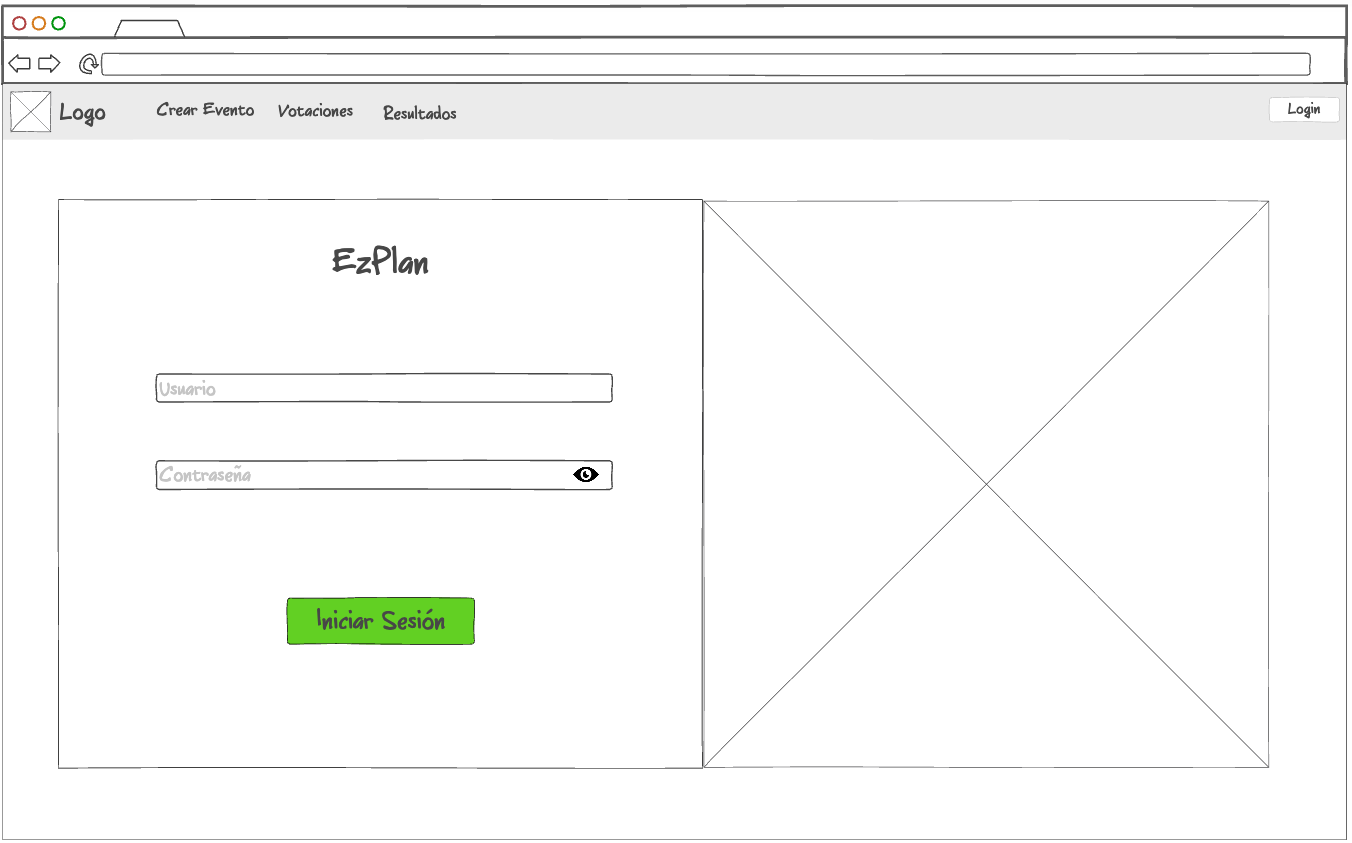 Logo
Crear Evento
Votaciones
Resultados
Login
EzPlan
Usuario
Contraseña
Iniciar Sesión